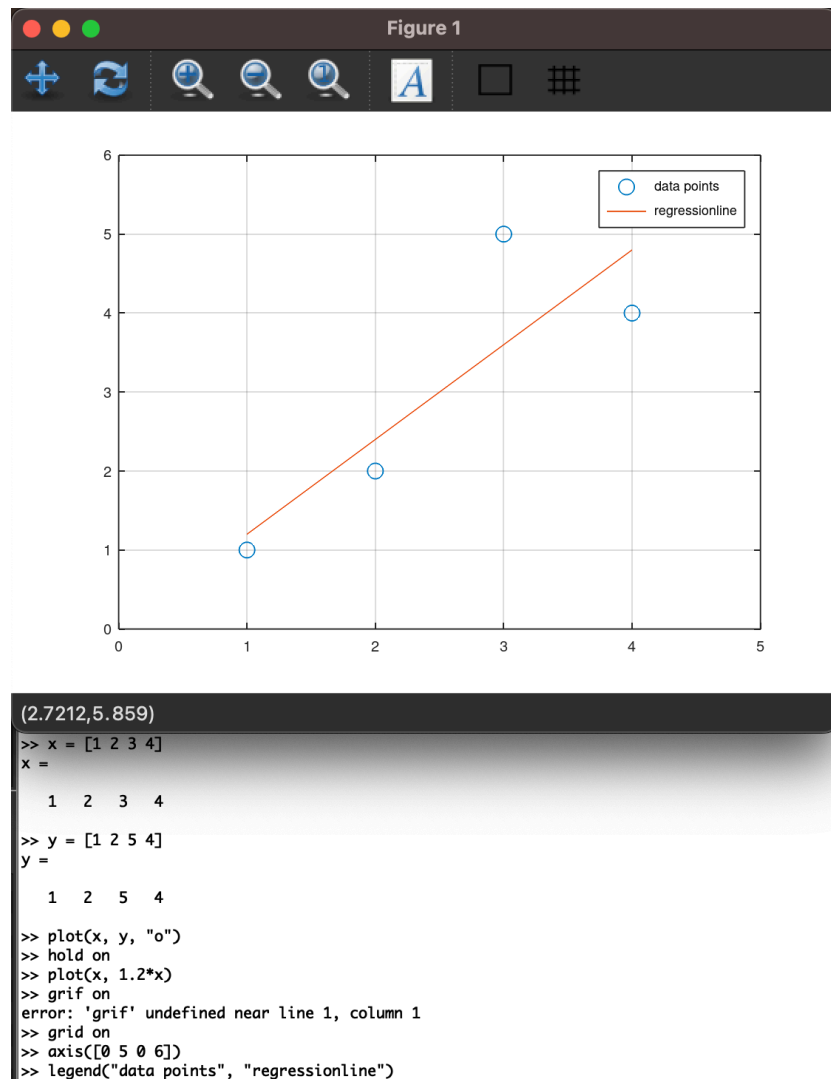 Figure 1
A
6
data points
regressionline
5
4
3
2
1
0
0 1 2 3 4 5
(2.7212,5.859)
>> x = [1 2 3 4]
x =
1 2 3 4
>> y = [1 2 5 4]
y =
1 2 5 4
>> plot(x, y, "o")
>> hold on
>> plot(x, 1.2*x)
>> grif on
error: 'grif' undefined near line 1, column 1
>> grid on
>> axis([0 5 0 6])
>> legend("data points", "regressionline")